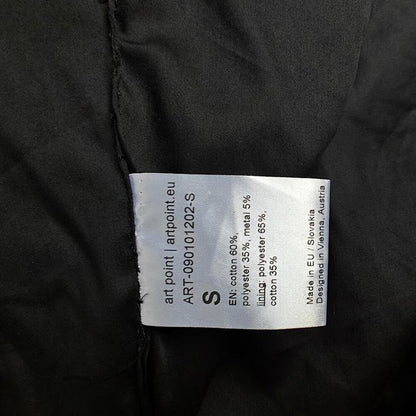 art point | artpoint.eu
ART-090101202-S
S
EN: cotton 60%,
polyester 35%, metal 5%
lining: polyester 65%,
cotton 35%
Made in EU / Slovakia
Designed in Vienna, Austria